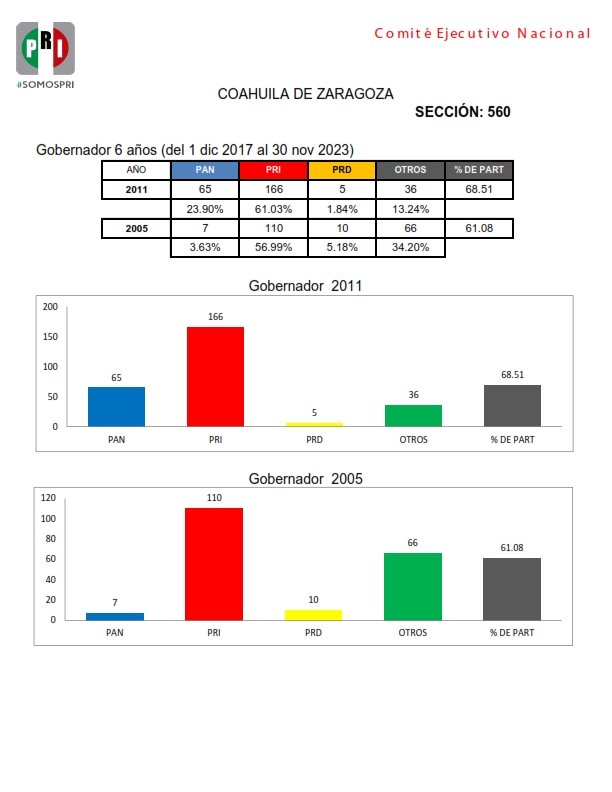 Comité Ejecutivo Nacional
PRI
#SOMOSPRI
COAHUILA DE ZARAGOZA
SECCIÓN: 560
Gobernador 6 años (del 1 dic 2017 al 30 nov 2023)
AÑO PAN PRI PRD OTROS % DE PART
2011 65 166 5 36 68.51
23.90% 61.03% 1.84% 13.24%
2005 7 110 10 66 61.08
3.63% 56.99% 5.18% 34.20%
Gobernador 2011
200
150
100
50
0
65
166
5
36
68.51
PAN PRI PRD OTROS % DE PART
Gobernador 2005
120
100
80
60
40
20
0
7
110
10
66
61.08
PAN PRI PRD OTROS % DE PART